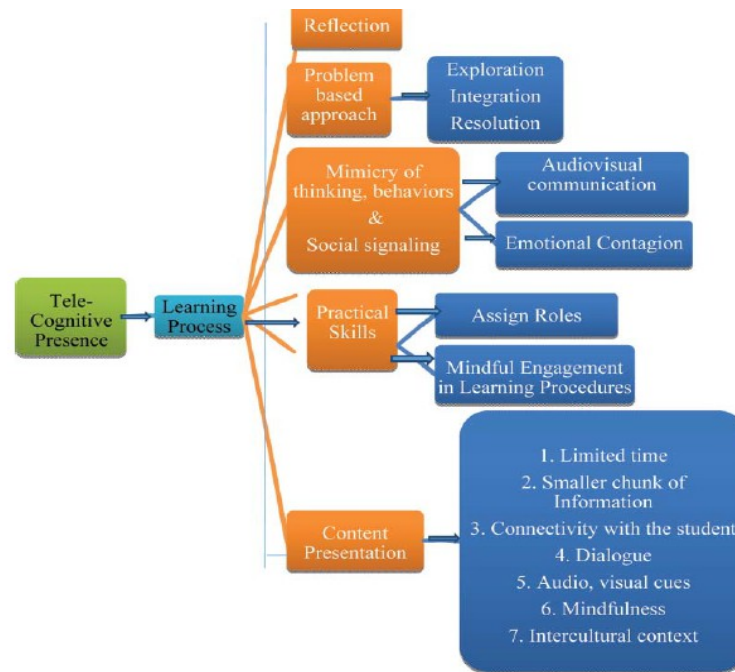 Reflection
Problem
based
approach
Exploration
Integration
Resolution
Mimicry of
thinking, behaviors
&
Social signaling
Audiovisual
communication
Emotional Contagion
Tele-
Cognitive
Presence
Learning
Process
Practical
Skills
Assign Roles
Mindful Engagement
in Learning Procedures
Content
Presentation
1. Limited time
2. Smaller chunk of
Information
3. Connectivity with the student
4. Dialogue
5. Audio, visual cues
6. Mindfulness
7. Intercultural context